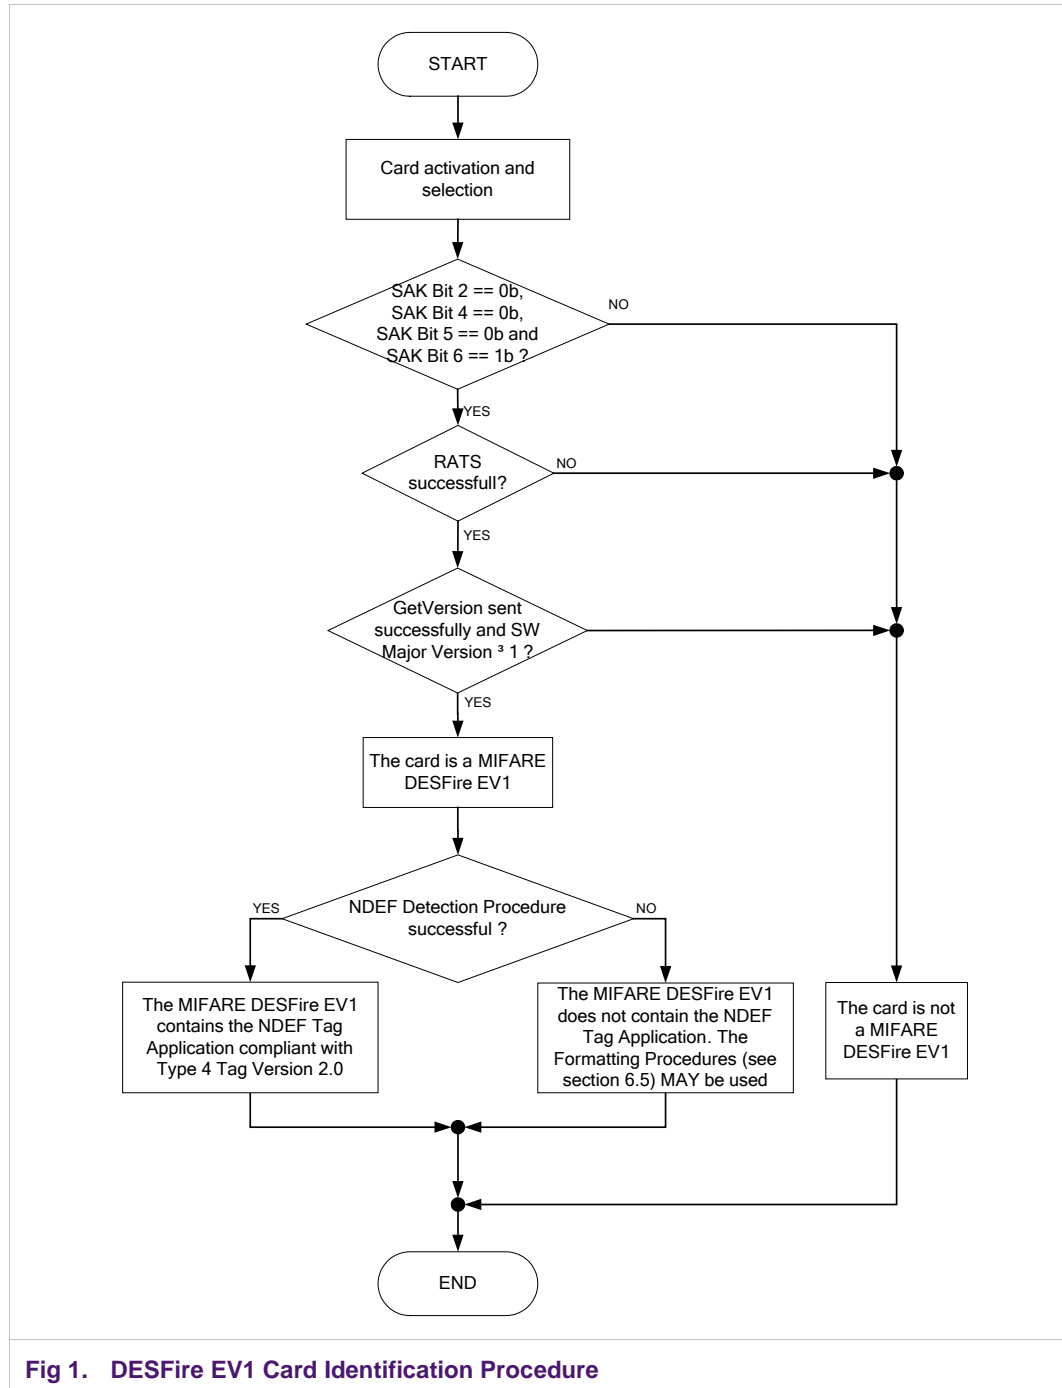 START
Card activation and
selection
SAK Bit 2 == 0b,
SAK Bit 4 == 0b,
SAK Bit 5 == 0b and
SAK Bit 6 == 1b ?
NO
YES
RATS
successfull?
NO
YES
GetVersion sent
successfully and SW
Major Version ³ 1 ?
YES
The card is a MIFARE
DESFire EV1
NDEF Detection Procedure
successful ?
YES
NO
The MIFARE DESFire EV1
contains the NDEF Tag
Application compliant with
Type 4 Tag Version 2.0
The MIFARE DESFire EV1
does not contain the NDEF
Tag Application. The
Formatting Procedures (see
section 6.5) MAY be used
The card is not
a MIFARE
DESFire EV1
END
Fig 1. DESFire EV1 Card Identification Procedure